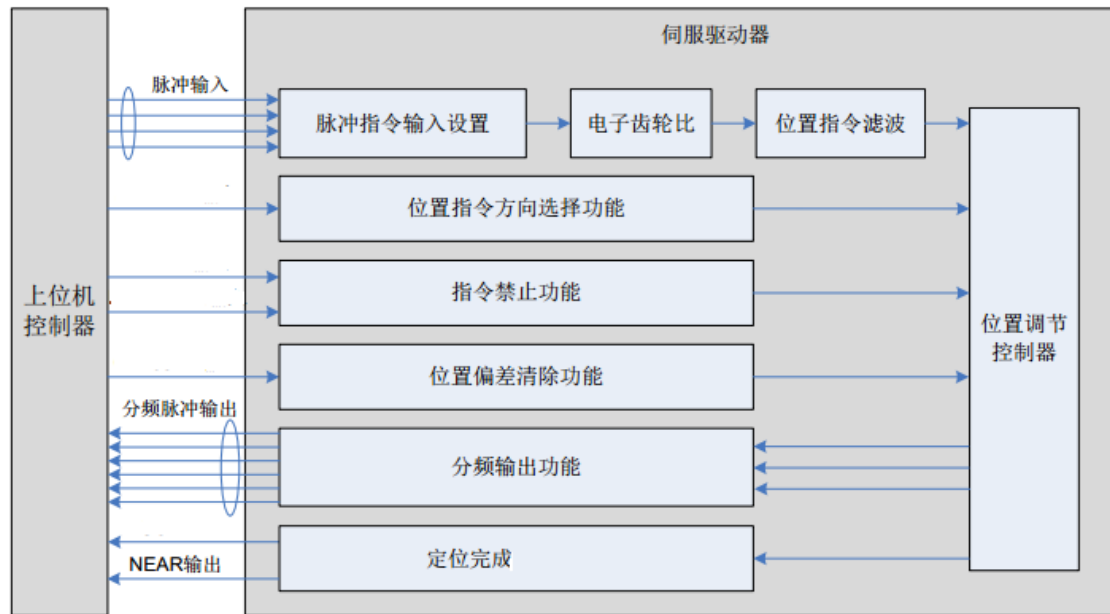 伺服驱动器
脉冲输入
脉冲指令输入设置
电子齿轮比
位置指令滤波
位置指令方向选择功能
上位机
控制器
指令禁止功能
位置调节
控制器
位置偏差清除功能
分频脉冲输出
分频输出功能
定位完成
NEAR输出